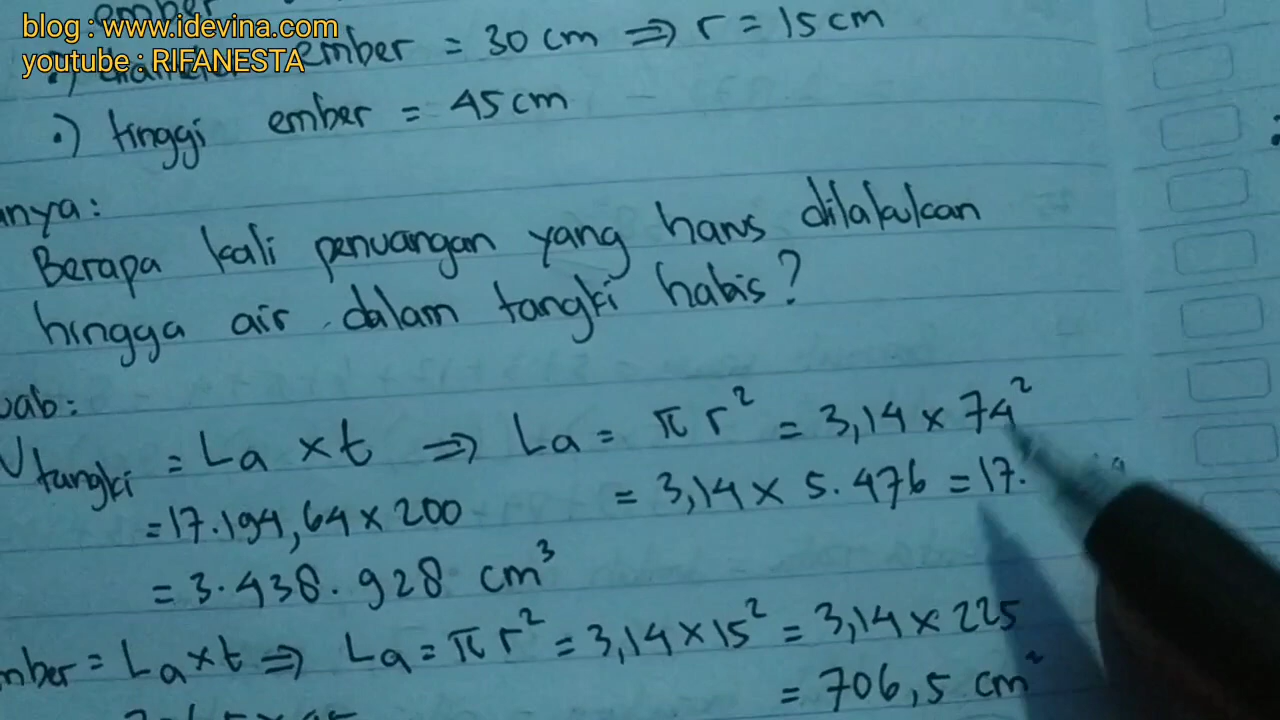 ember
blog : www.idevina.com
youtube : RIFANESTA
ember = 30 cm ⇒ r = 15 cm
•) tinggi ember = 45 cm
anya:
Berapa kali penuangan yang harus dilakukan
hingga air dalam tangki habis?
wab:
V tangki = La x t ⇒ La = π r² = 3,14 x 74²
= 3,14 x 5.476 = 17.
= 17.194,64 x 200
= 3.438.928 cm³
mber = La x t ⇒ La = π r² = 3,14 x 15² = 3,14 x 225
= 706,5 cm²